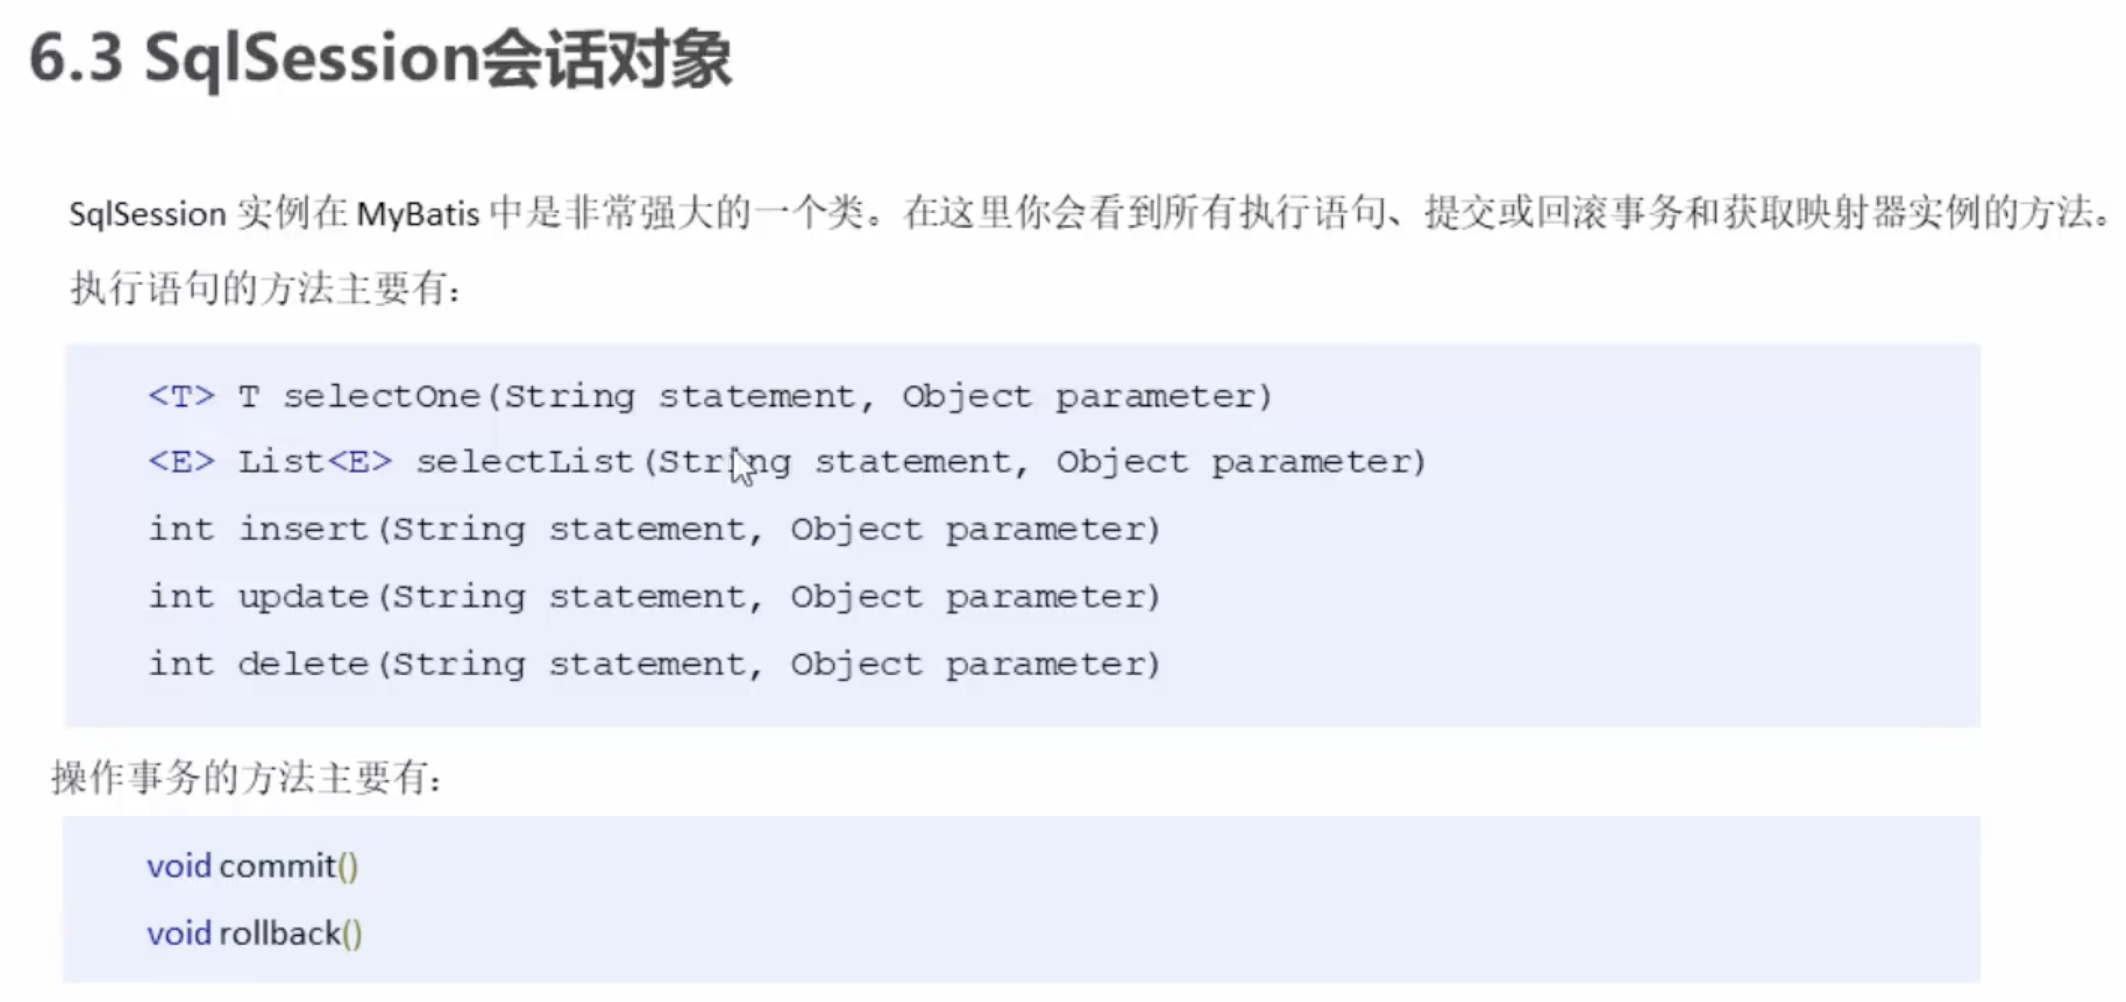 6.3 SqlSession会话对象
SqlSession 实例在 MyBatis 中是非常强大的一个类。在这里你会看到所有执行语句、提交或回滚事务和获取映射器实例的方法。
执行语句的方法主要有：
<T> T selectOne(String statement, Object parameter)
<E> List<E> selectList(String statement, Object parameter)
int insert(String statement, Object parameter)
int update(String statement, Object parameter)
int delete(String statement, Object parameter)
操作事务的方法主要有：
void commit()
void rollback()